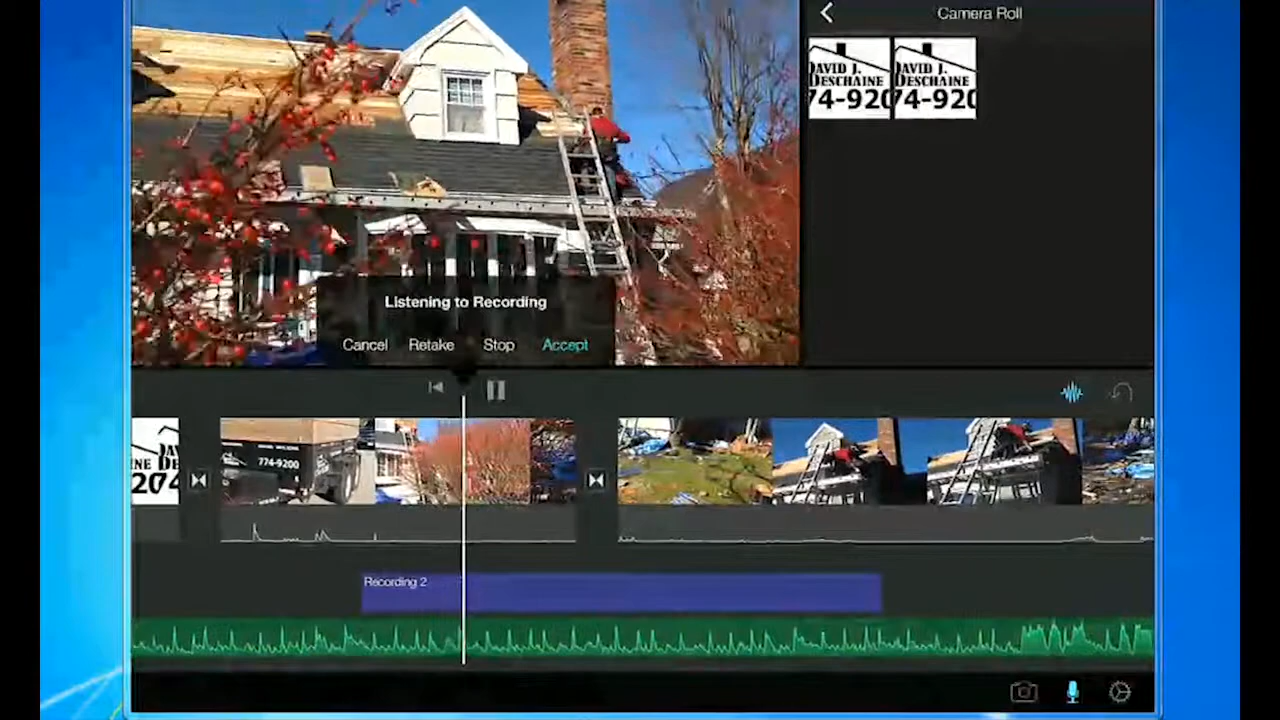 Camera Roll
DAVID J.
DESCHAINE
74-920
DAVID J.
DESCHAINE
74-920
Listening to Recording
Cancel Retake Stop Accept
774-9200
Recording 2